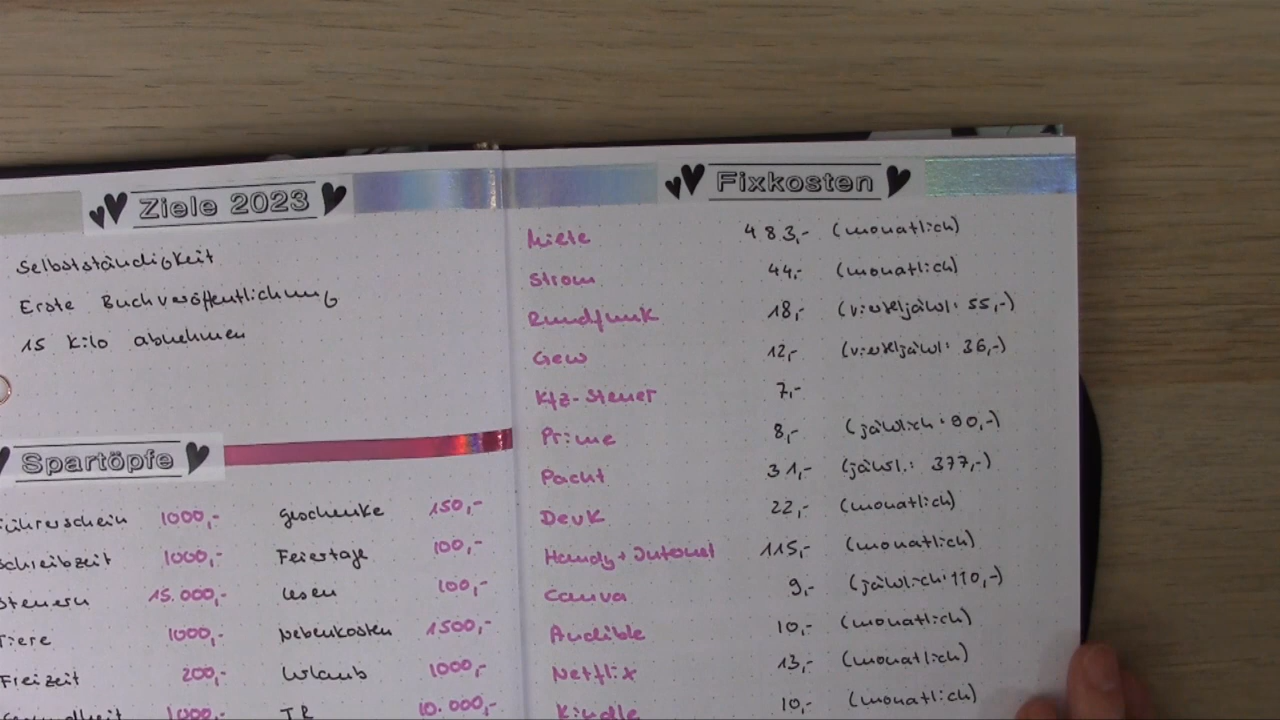 Ziele 2023
Selbstständigkeit
Erste Buchveröffentlichung
15 Kilo abnehmen
Spartöpfe
Führerschein 1000,- Geschenke 150,-
Schreibzeit 1000,- Feiertage 100,-
Steuern 15.000,- Lesen 100,-
Tiere 1000,- Nebenkosten 1500,-
Freizeit 200,- Urlaub 1000,-
Gesundheit 1000,- TR 10.000,-
Fixkosten
Miete 483,- (monatlich)
Strom 44,- (monatlich)
Rundfunk 18,- (vierteljährl: 55,-)
Gew 12,- (vierteljährl: 36,-)
Kfz-Steuer 7,-
Prime 8,- (jährlich: 90,-)
Pacht 31,- (jährl.: 377,-)
Devk 22,- (monatlich)
Handy + Internet 115,- (monatlich)
Canva 9,- (jährlich: 110,-)
Audible 10,- (monatlich)
Netflix 13,- (monatlich)
Kindle 10,- (monatlich)